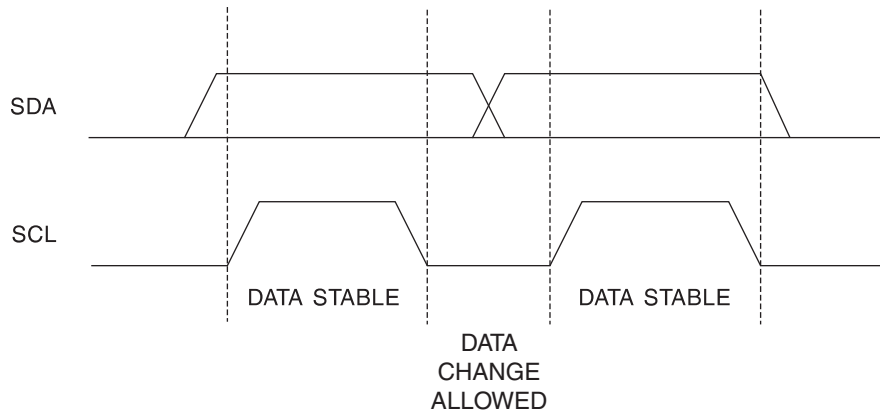 SDA
SCL
DATA STABLE
DATA STABLE
DATA
CHANGE
ALLOWED